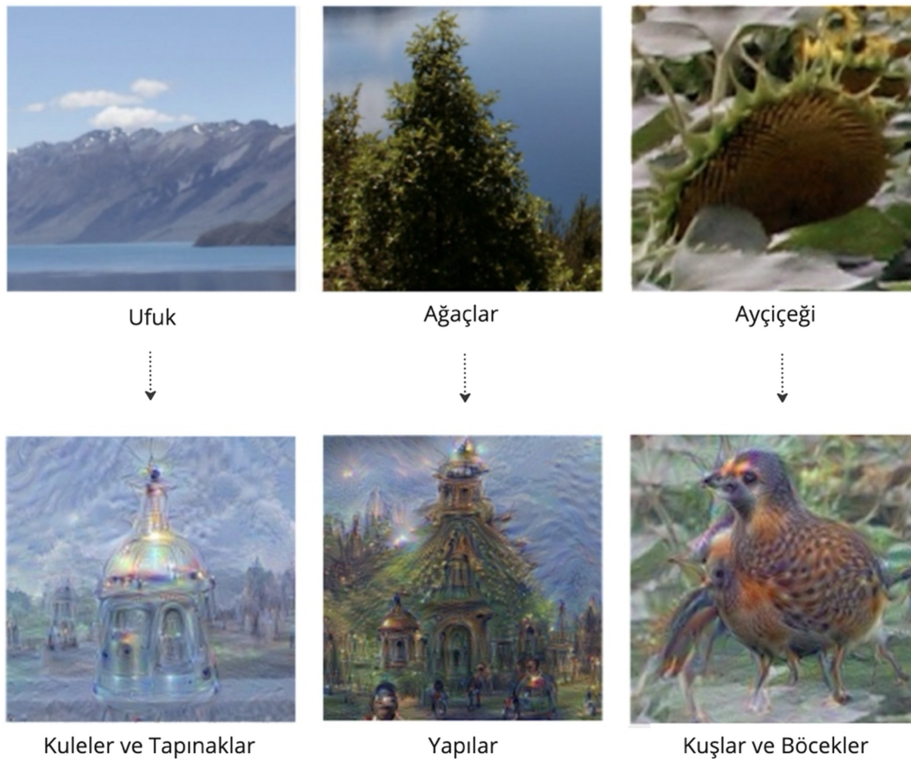 Ufuk
Ağaçlar
Ayçiçeği
Kuleler ve Tapınaklar
Yapılar
Kuşlar ve Böcekler